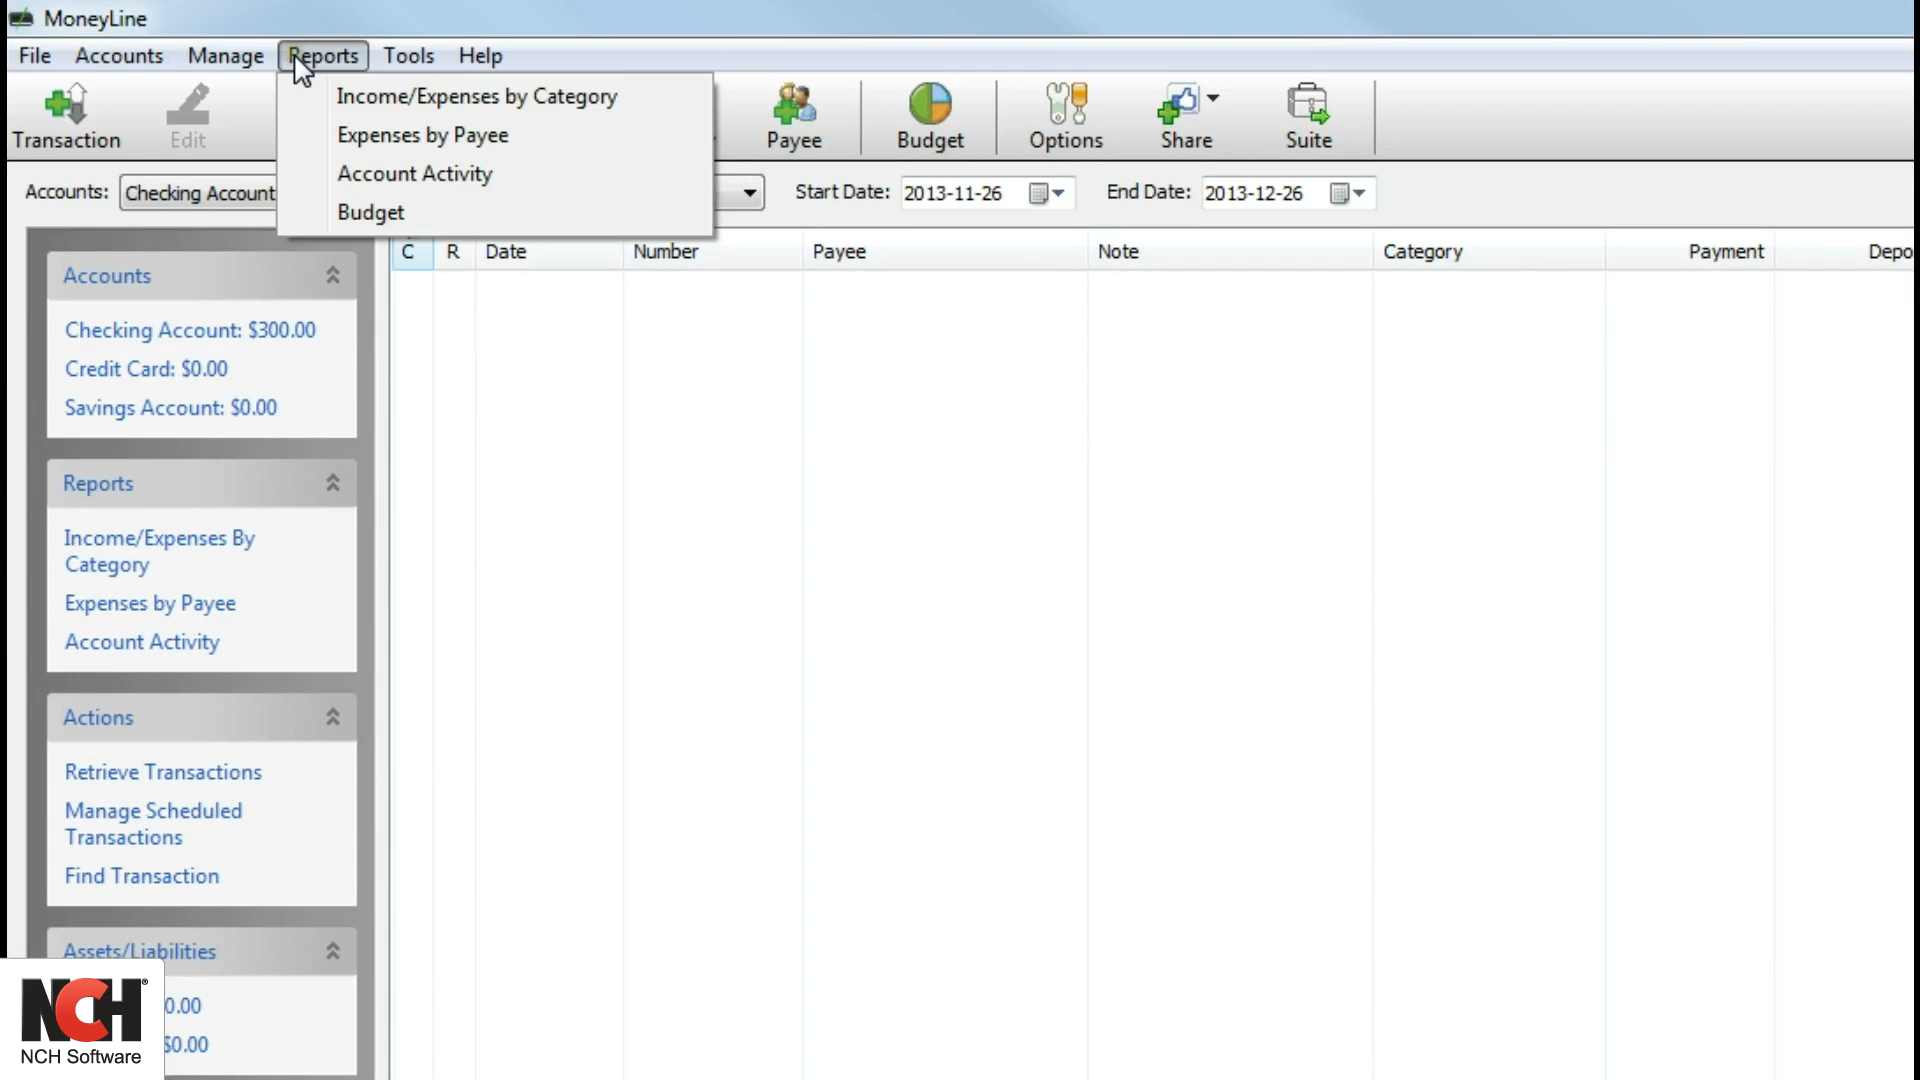 MoneyLine
File Accounts Manage Reports Tools Help
Income/Expenses by Category
Expenses by Payee
Account Activity
Budget
Transaction Edit Payee Budget Options Share Suite
Accounts: Checking Account Start Date: 2013-11-26 End Date: 2013-12-26
C R Date Number Payee Note Category Payment Depo
Accounts
Checking Account: $300.00
Credit Card: $0.00
Savings Account: $0.00
Reports
Income/Expenses By
Category
Expenses by Payee
Account Activity
Actions
Retrieve Transactions
Manage Scheduled
Transactions
Find Transaction
Assets/Liabilities
0.00
$0.00
NCH®
NCH Software